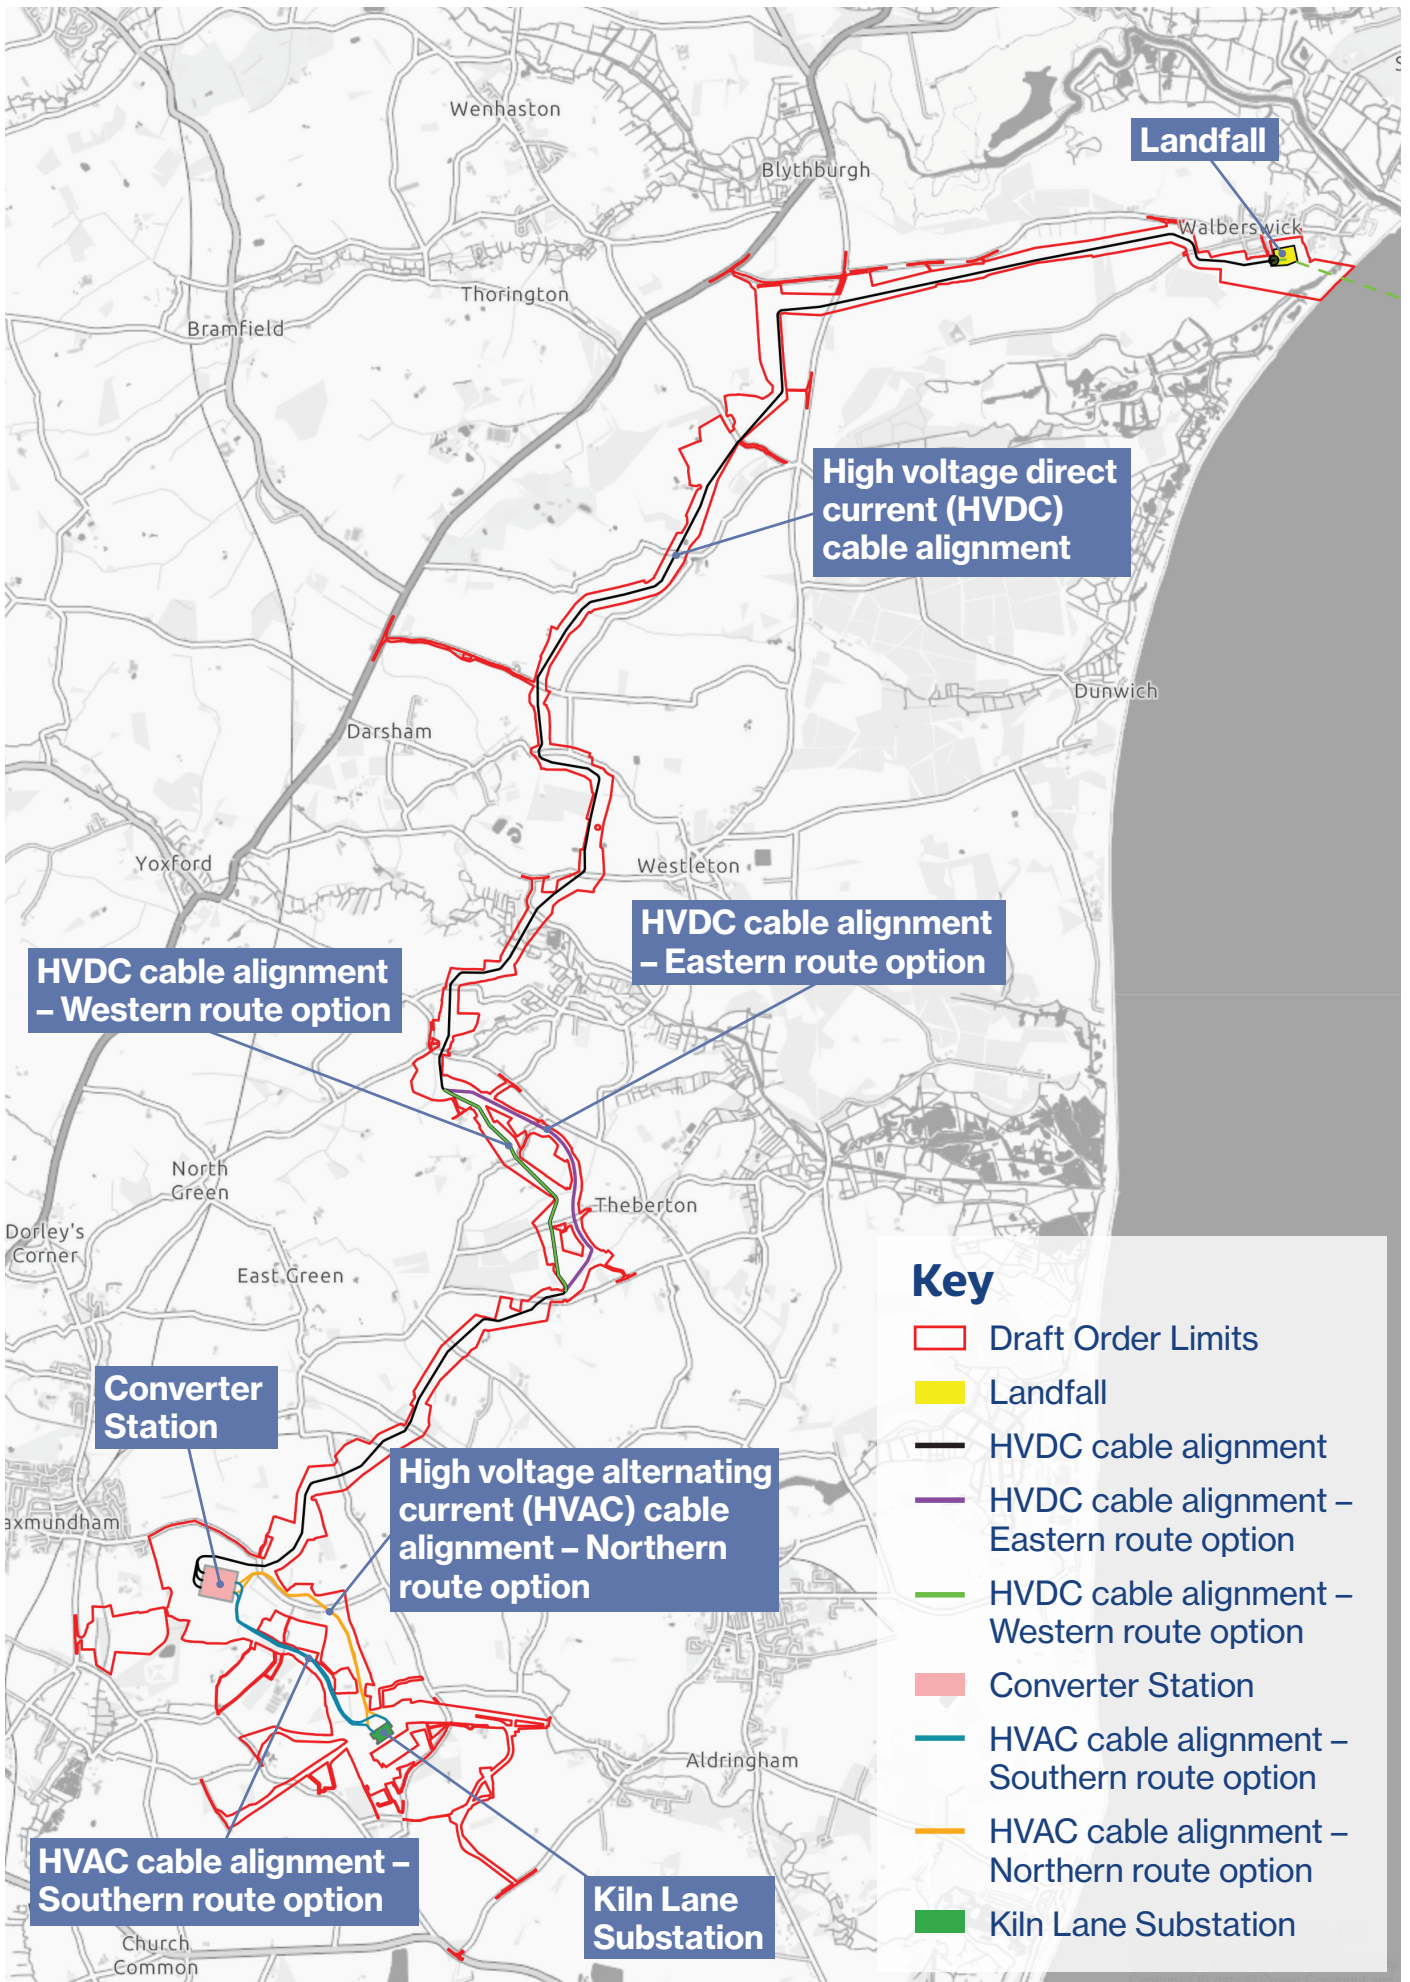 Wenhaston
Landfall
Blythburgh
Walberswick
Thorington
Bramfield
High voltage direct
current (HVDC)
cable alignment
Dunwich
Darsham
Yoxford
Westleton
HVDC cable alignment
– Eastern route option
HVDC cable alignment
– Western route option
North
Green
Theberton
Dorley's
Corner
East Green
Converter
Station
High voltage alternating
current (HVAC) cable
alignment – Northern
route option
axmundham
Aldringham
HVAC cable alignment –
Southern route option
Kiln Lane
Substation
Church
Common
Key
Draft Order Limits
Landfall
HVDC cable alignment
HVDC cable alignment –
Eastern route option
HVDC cable alignment –
Western route option
Converter Station
HVAC cable alignment –
Southern route option
HVAC cable alignment –
Northern route option
Kiln Lane Substation